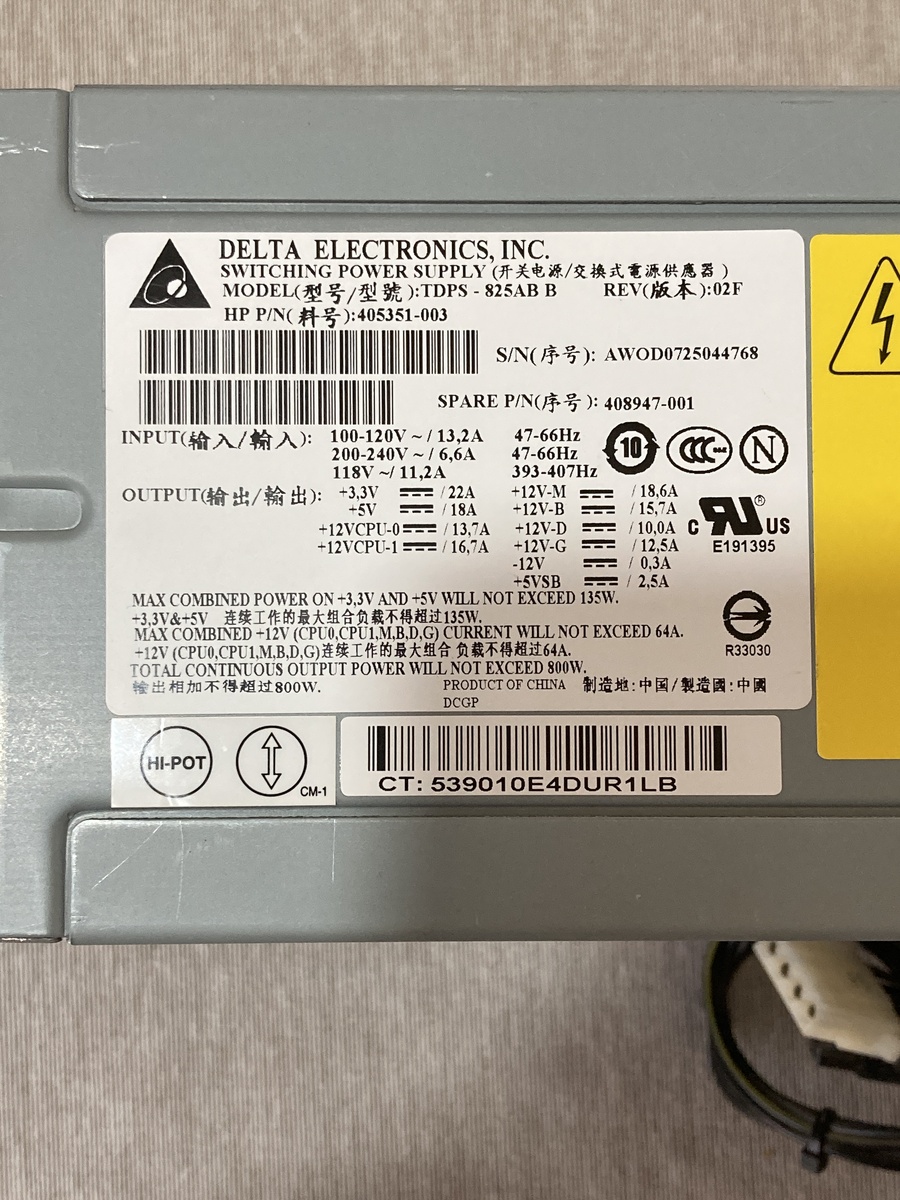 DELTA ELECTRONICS, INC.
SWITCHING POWER SUPPLY (开关电源/交換式電源供應器)
MODEL(型号/型號):TDPS - 825AB B REV(版本):02F
HP P/N(料号):405351-003
S/N(序号): AWOD0725044768
SPARE P/N(序号): 408947-001
INPUT(输入/輸入): 100-120V ~ / 13,2A 47-66Hz
200-240V ~ / 6,6A 47-66Hz
118V ~ / 11,2A 393-407Hz
10
CCC
N
OUTPUT(输出/輸出): +3,3V / 22A +12V-M / 18,6A
+5V / 18A +12V-B / 15,7A
+12VCPU-0 / 13,7A +12V-D / 10,0A
+12VCPU-1 / 16,7A +12V-G / 12,5A
-12V / 0,3A
+5VSB / 2,5A
C RU ® US
E191395
MAX COMBINED POWER ON +3,3V AND +5V WILL NOT EXCEED 135W.
+3,3V&+5V 连续工作的最大组合负载不得超过135W.
MAX COMBINED +12V (CPU0,CPU1,M,B,D,G) CURRENT WILL NOT EXCEED 64A.
+12V (CPU0,CPU1,M,B,D,G)连续工作的最大组合 负载不得超过64A.
TOTAL CONTINUOUS OUTPUT POWER WILL NOT EXCEED 800W.
输出相加不得超过800W.
R33030
PRODUCT OF CHINA 制造地:中国/製造國:中國
DCGP
HI-POT
CM-1
CT: 539010E4DUR1LB